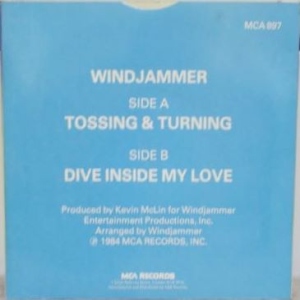 MCA 897
WINDJAMMER
SIDE A
TOSSING & TURNING
SIDE B
DIVE INSIDE MY LOVE
Produced by Kevin McLin for Windjammer
Entertainment Productions, Inc.
Arranged by Windjammer
℗ 1984 MCA RECORDS, INC.
MCA RECORDS